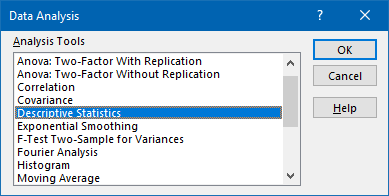 Data Analysis
?
Analysis Tools
Anova: Two-Factor With Replication
Anova: Two-Factor Without Replication
Correlation
Covariance
Descriptive Statistics
Exponential Smoothing
F-Test Two-Sample for Variances
Fourier Analysis
Histogram
Moving Average
OK
Cancel
Help